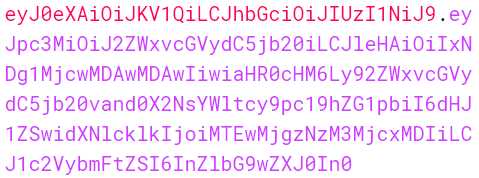 eyJ0eXAiOiJKV1QiLCJhbGciOiJIUzI1NiJ9.ey
Jpc3MiOiJ2ZWxvcGVydC5jb20iLCJleHAiOiIxN
Dg1MjcwMDAwMDAwIiwiaHR0cHM6Ly92ZWxvcGVy
dC5jb20vand0X2NsYWltcy9pc19hZG1pbiI6dHJ
1ZSwidXNlcklkIjoiMTEwMjgzNzM3MjcxMDIiLC
J1c2VybmFtZSI6InZlbG9wZXJ0In0